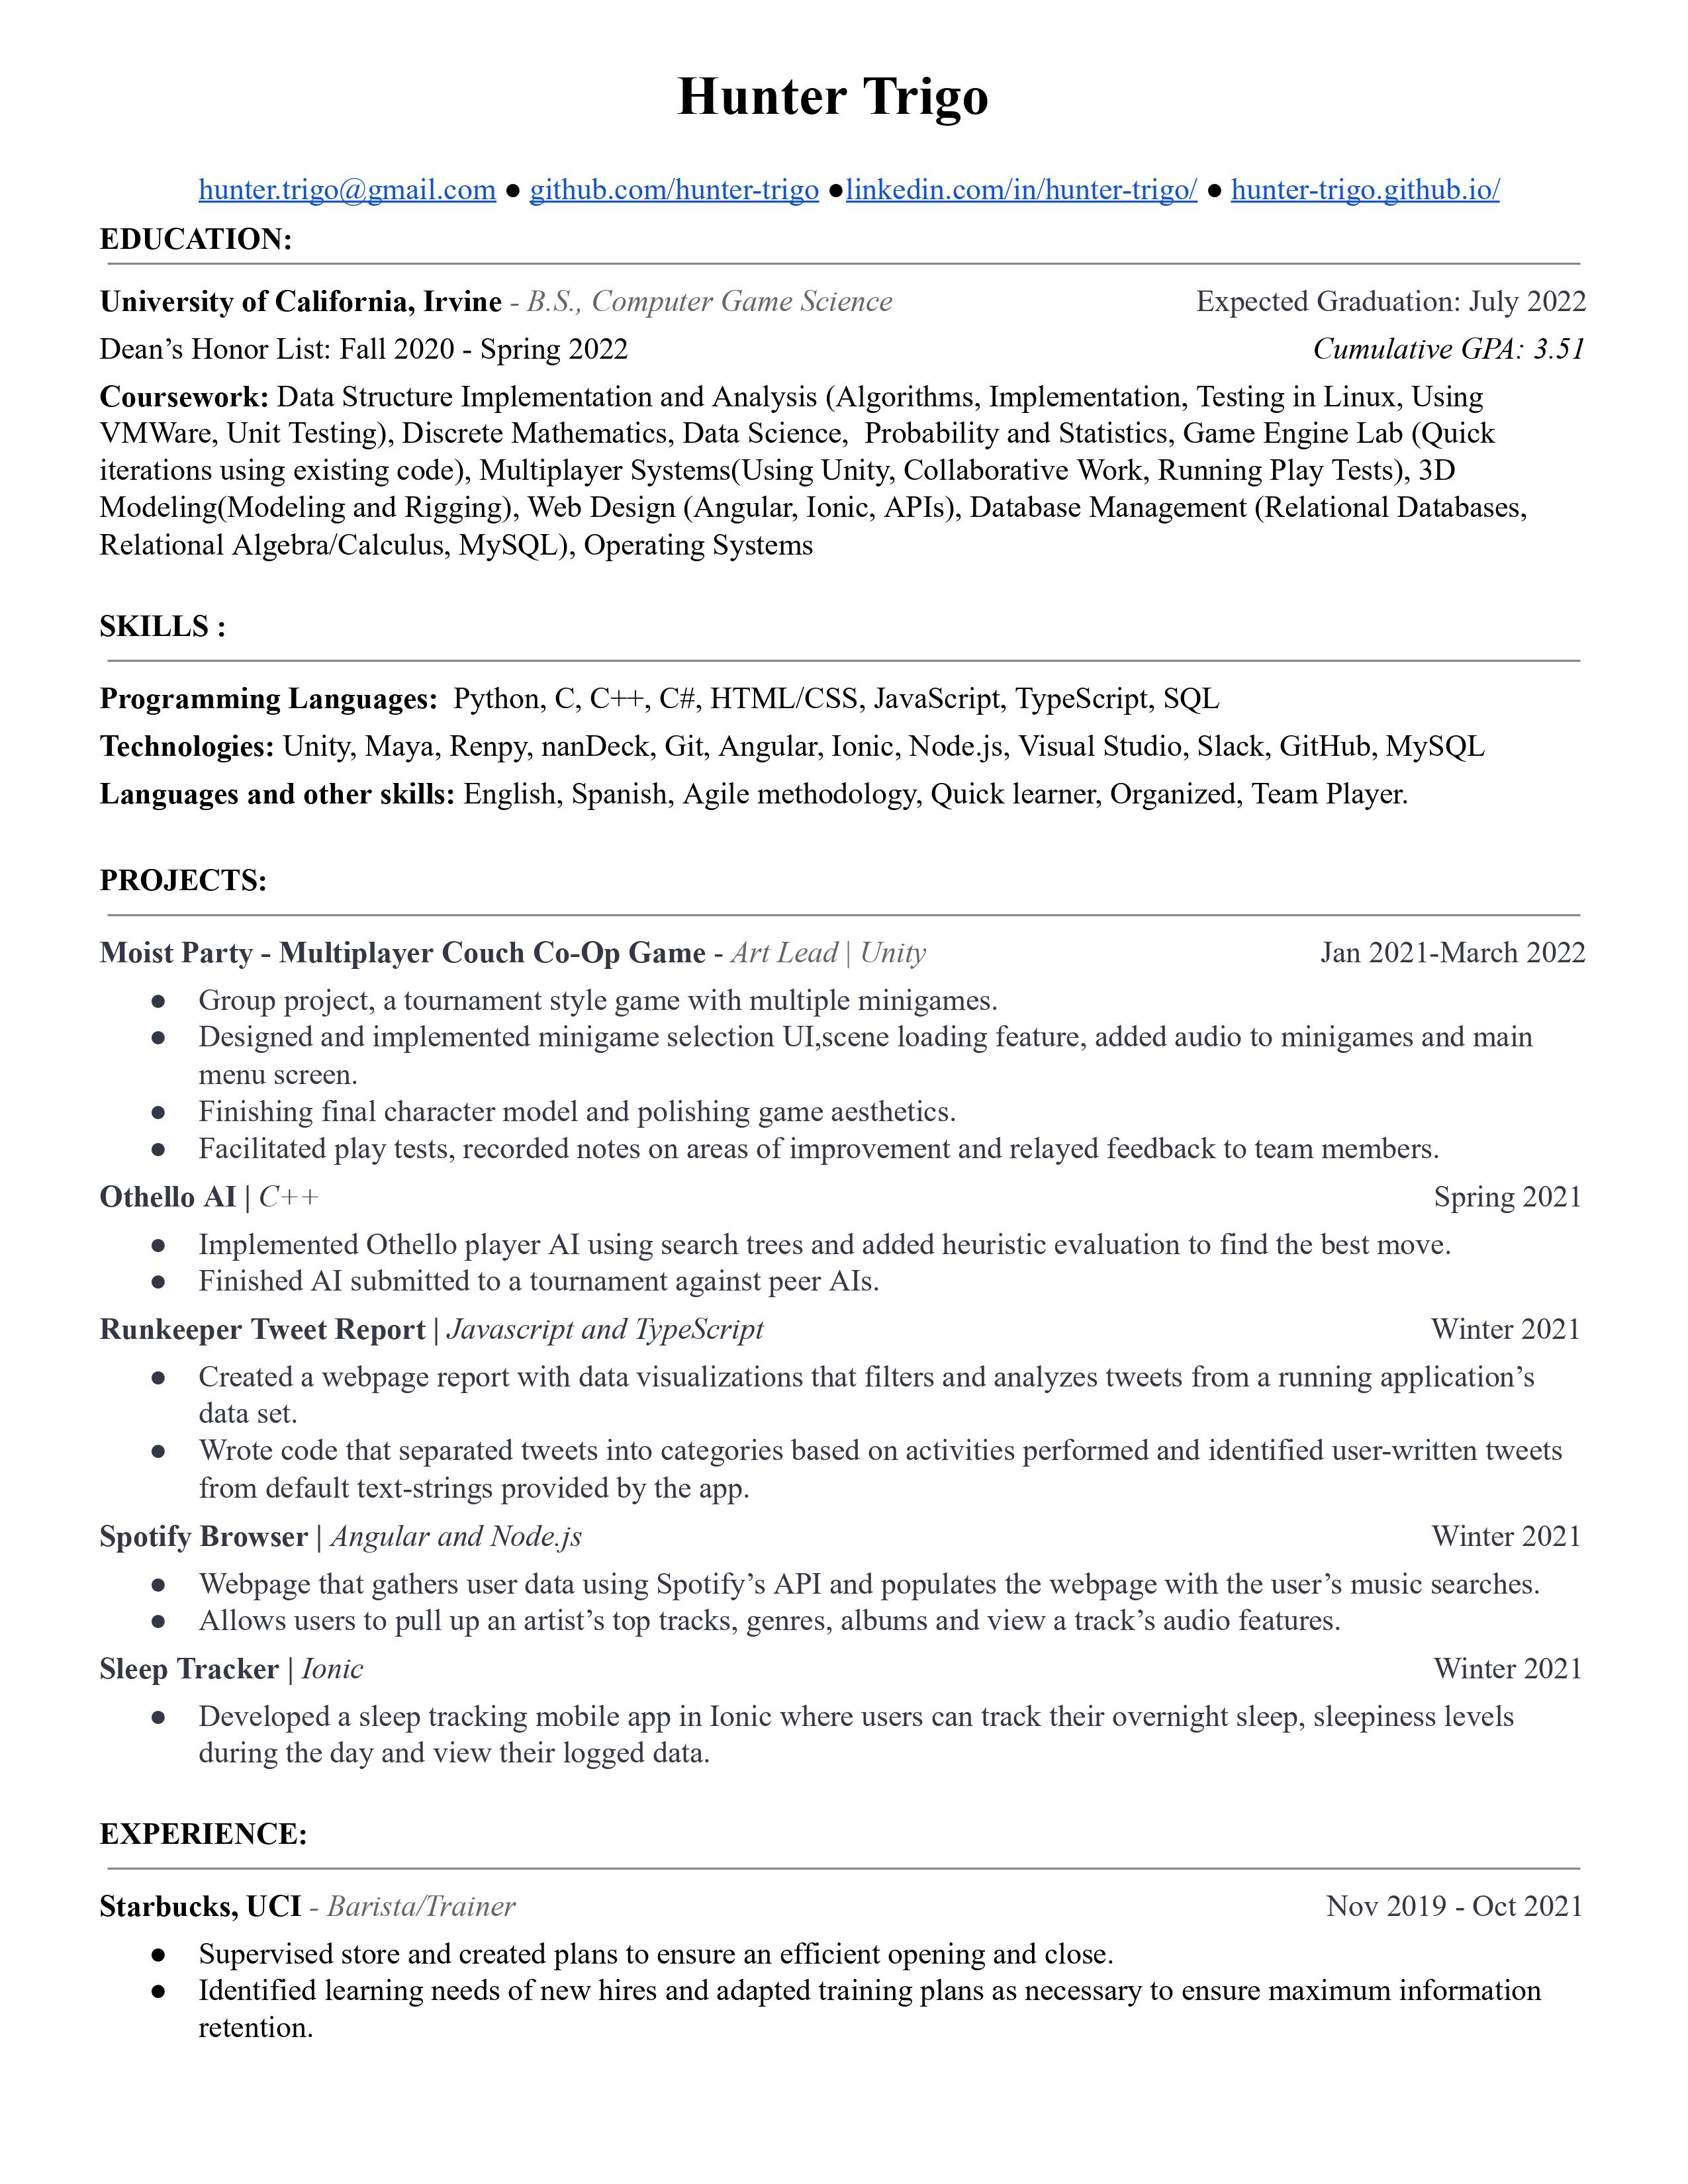 Hunter Trigo
hunter.trigo@gmail.com ● github.com/hunter-trigo ●linkedin.com/in/hunter-trigo/ ● hunter-trigo.github.io/
EDUCATION:
University of California, Irvine - B.S., Computer Game Science Expected Graduation: July 2022
Dean’s Honor List: Fall 2020 - Spring 2022 Cumulative GPA: 3.51
Coursework: Data Structure Implementation and Analysis (Algorithms, Implementation, Testing in Linux, Using
VMWare, Unit Testing), Discrete Mathematics, Data Science,  Probability and Statistics, Game Engine Lab (Quick
iterations using existing code), Multiplayer Systems(Using Unity, Collaborative Work, Running Play Tests), 3D
Modeling(Modeling and Rigging), Web Design (Angular, Ionic, APIs), Database Management (Relational Databases,
Relational Algebra/Calculus, MySQL), Operating Systems
SKILLS :
Programming Languages:  Python, C, C++, C#, HTML/CSS, JavaScript, TypeScript, SQL
Technologies: Unity, Maya, Renpy, nanDeck, Git, Angular, Ionic, Node.js, Visual Studio, Slack, GitHub, MySQL
Languages and other skills: English, Spanish, Agile methodology, Quick learner, Organized, Team Player.
PROJECTS:
Moist Party - Multiplayer Couch Co-Op Game - Art Lead | Unity Jan 2021-March 2022
● Group project, a tournament style game with multiple minigames.
● Designed and implemented minigame selection UI,scene loading feature, added audio to minigames and main
menu screen.
● Finishing final character model and polishing game aesthetics.
● Facilitated play tests, recorded notes on areas of improvement and relayed feedback to team members.
Othello AI | C++ Spring 2021
● Implemented Othello player AI using search trees and added heuristic evaluation to find the best move.
● Finished AI submitted to a tournament against peer AIs.
Runkeeper Tweet Report | Javascript and TypeScript Winter 2021
● Created a webpage report with data visualizations that filters and analyzes tweets from a running application’s
data set.
● Wrote code that separated tweets into categories based on activities performed and identified user-written tweets
from default text-strings provided by the app.
Spotify Browser | Angular and Node.js Winter 2021
● Webpage that gathers user data using Spotify’s API and populates the webpage with the user’s music searches.
● Allows users to pull up an artist’s top tracks, genres, albums and view a track’s audio features.
Sleep Tracker | Ionic Winter 2021
● Developed a sleep tracking mobile app in Ionic where users can track their overnight sleep, sleepiness levels
during the day and view their logged data.
EXPERIENCE:
Starbucks, UCI - Barista/Trainer Nov 2019 - Oct 2021
● Supervised store and created plans to ensure an efficient opening and close.
● Identified learning needs of new hires and adapted training plans as necessary to ensure maximum information
retention.